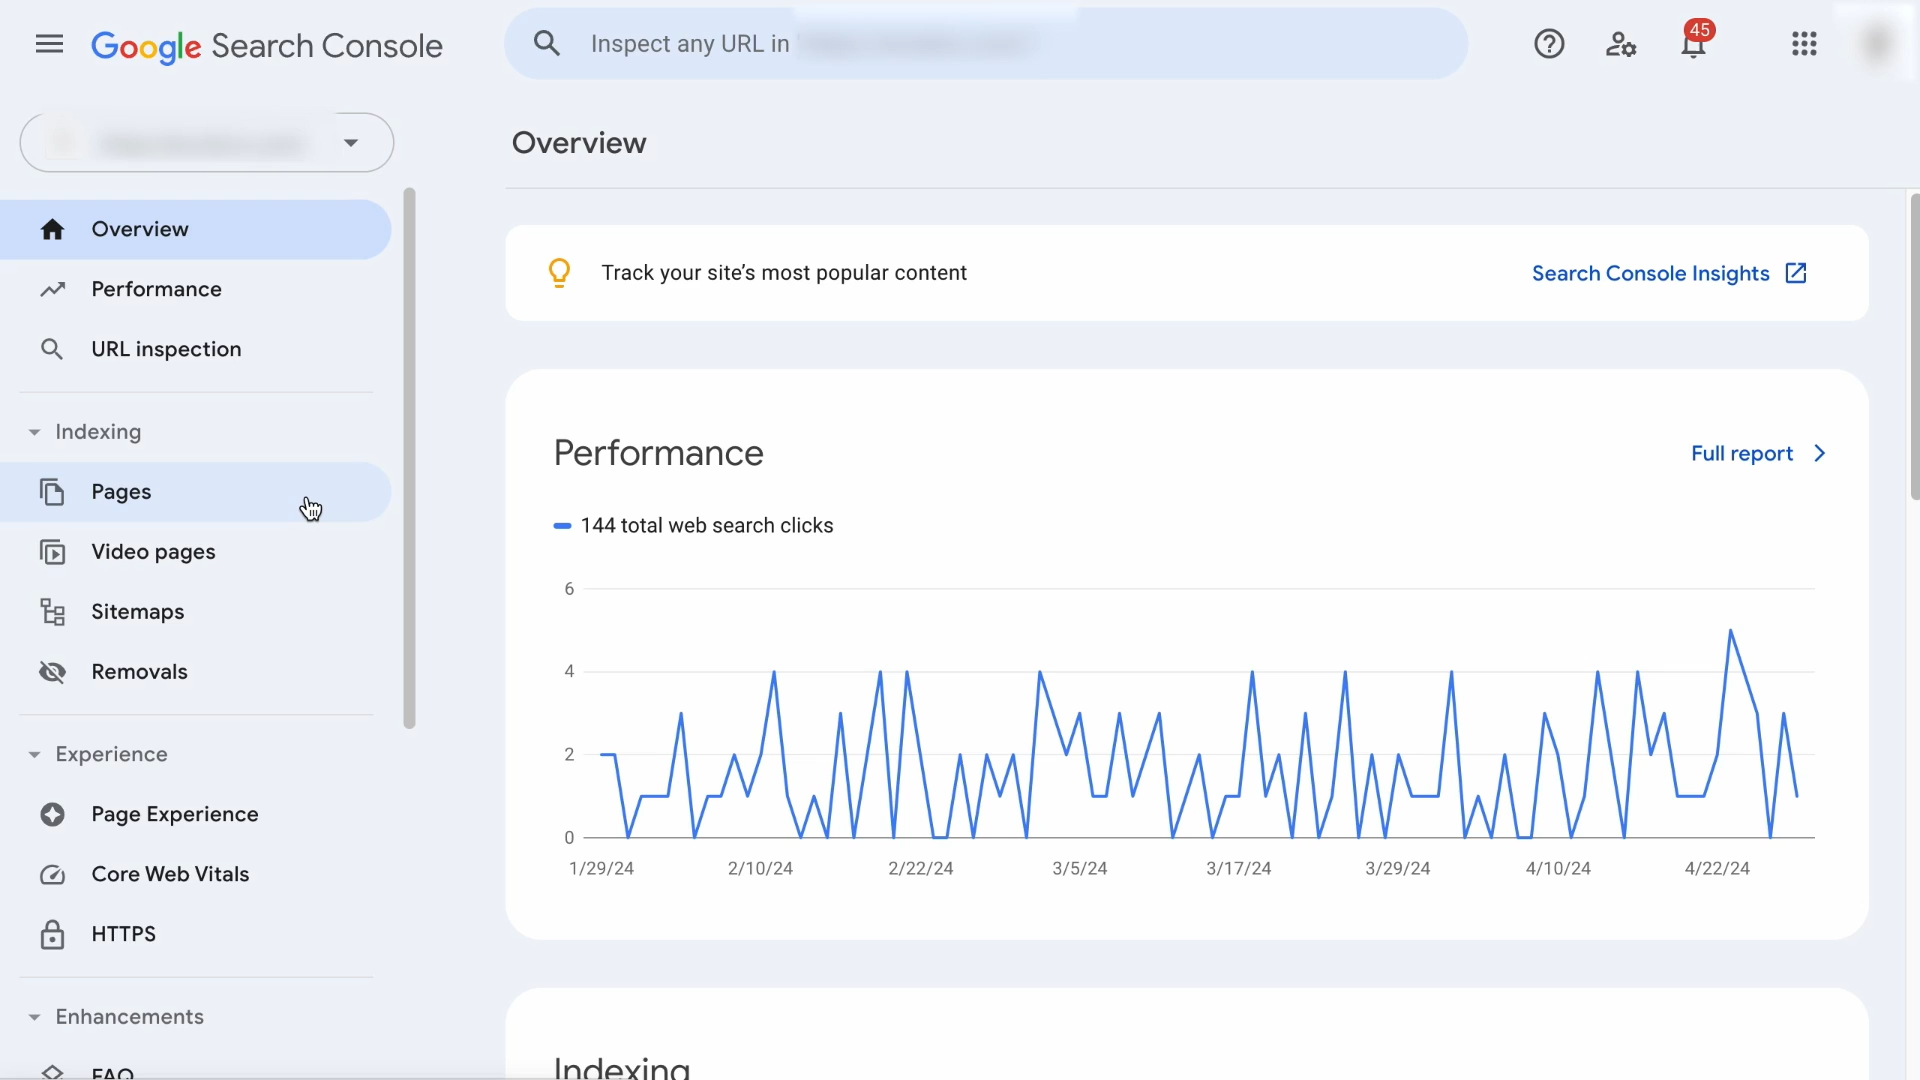 Google Search Console
Inspect any URL in
45
Overview
Overview
Performance
URL inspection
Indexing
Pages
Video pages
Sitemaps
Removals
Experience
Page Experience
Core Web Vitals
HTTPS
Enhancements
FAQ
Track your site's most popular content
Search Console Insights
Performance
Full report
144 total web search clicks
6
4
2
0
1/29/24 2/10/24 2/22/24 3/5/24 3/17/24 3/29/24 4/10/24 4/22/24
Indexing